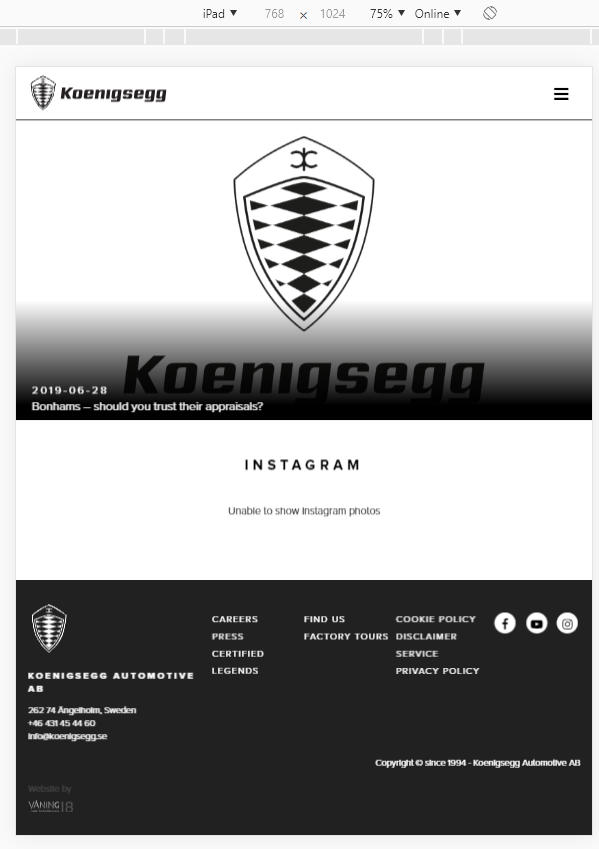 iPad 768 x 1024 75% Online
Koenigsegg
Koenigsegg
2019-06-28
Bonhams – should you trust their appraisals?
INSTAGRAM
Unable to show Instagram photos
KOENIGSEGG AUTOMOTIVE
AB
262 74 Ängelholm, Sweden
+46 431 45 44 60
info@koenigsegg.se
CAREERS
PRESS
CERTIFIED
LEGENDS
FIND US
FACTORY TOURS
COOKIE POLICY
DISCLAIMER
SERVICE
PRIVACY POLICY
Copyright © since 1994 - Koenigsegg Automotive AB
Website by
VÅNING18